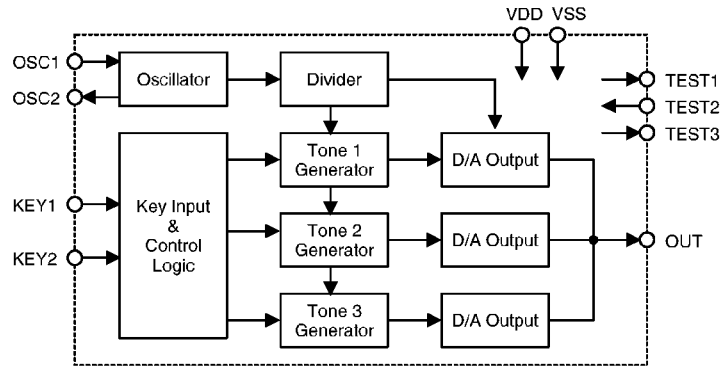 VDD VSS
OSC1
OSC2
Oscillator
Divider
TEST1
TEST2
TEST3
Tone 1
Generator
D/A Output
KEY1
KEY2
Key Input
&
Control
Logic
Tone 2
Generator
D/A Output
OUT
Tone 3
Generator
D/A Output